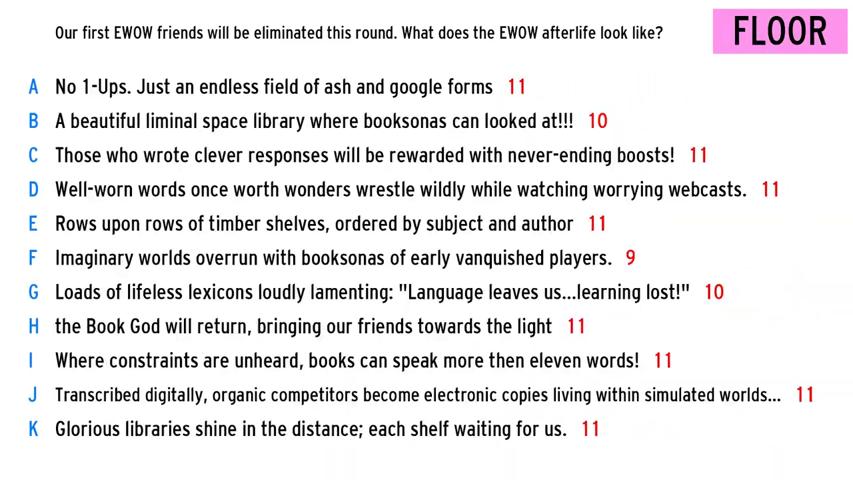 Our first EWOW friends will be eliminated this round. What does the EWOW afterlife look like?
FLOOR
A No 1-Ups. Just an endless field of ash and google forms 11
B A beautiful liminal space library where booksonas can looked at!!! 10
C Those who wrote clever responses will be rewarded with never-ending boosts! 11
D Well-worn words once worth wonders wrestle wildly while watching worrying webcasts. 11
E Rows upon rows of timber shelves, ordered by subject and author 11
F Imaginary worlds overrun with booksonas of early vanquished players. 9
G Loads of lifeless lexicons loudly lamenting: "Language leaves us...learning lost!" 10
H the Book God will return, bringing our friends towards the light 11
I Where constraints are unheard, books can speak more then eleven words! 11
J Transcribed digitally, organic competitors become electronic copies living within simulated worlds... 11
K Glorious libraries shine in the distance; each shelf waiting for us. 11